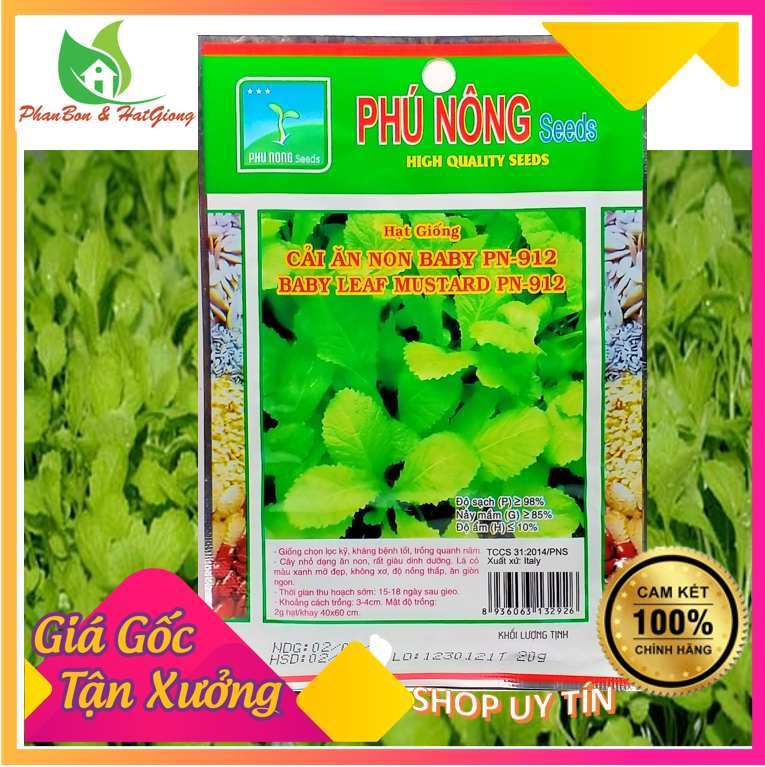 PhanBon & HatGiong
PHU NONG Seeds
PHÚ NÔNG Seeds
HIGH QUALITY SEEDS
Hạt Giống
CẢI ĂN NON BABY PN-912
BABY LEAF MUSTARD PN-912
Độ sạch (P) ≥ 98%
Nảy mầm (G) ≥ 85%
Độ ẩm (H) ≤ 10%
- Giống chọn lọc kỹ, kháng bệnh tốt, trồng quanh năm.
- Cây nhỏ dạng ăn non, rất giàu dinh dưỡng. Lá có
màu xanh mỡ đẹp, không xơ, độ nồng thấp, ăn giòn
ngon.
- Thời gian thu hoạch sớm: 15-18 ngày sau gieo.
- Khoảng cách trồng: 3-4cm. Mật độ trồng:
2g hạt/khay 40x60 cm.
TCCS 31:2014/PNS
Xuất xứ: Italy
8 936063 132926
KHỐI LƯỢNG TỊNH
NDG:02/
HSD:02/
LO:1230121T 20g
CAM KẾT
100%
CHÍNH HÃNG
Giá Gốc
Tận Xưởng
SHOP UY TÍN